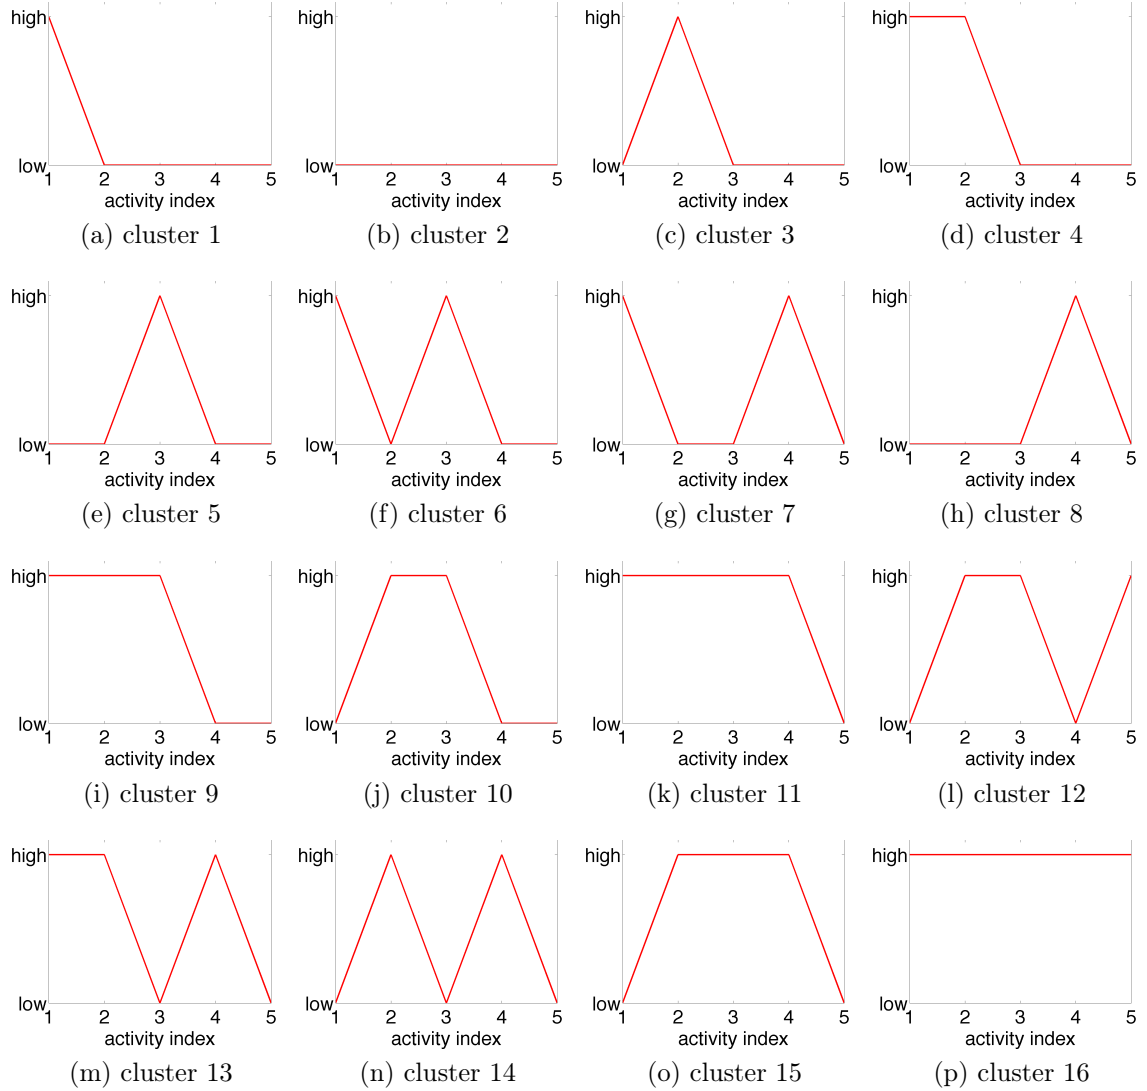 high high high high
low low low low
1 2 3 4 5 1 2 3 4 5 1 2 3 4 5 1 2 3 4 5
activity index activity index activity index activity index
(a) cluster 1 (b) cluster 2 (c) cluster 3 (d) cluster 4
high high high high
low low low low
1 2 3 4 5 1 2 3 4 5 1 2 3 4 5 1 2 3 4 5
activity index activity index activity index activity index
(e) cluster 5 (f) cluster 6 (g) cluster 7 (h) cluster 8
high high high high
low low low low
1 2 3 4 5 1 2 3 4 5 1 2 3 4 5 1 2 3 4 5
activity index activity index activity index activity index
(i) cluster 9 (j) cluster 10 (k) cluster 11 (l) cluster 12
high high high high
low low low low
1 2 3 4 5 1 2 3 4 5 1 2 3 4 5 1 2 3 4 5
activity index activity index activity index activity index
(m) cluster 13 (n) cluster 14 (o) cluster 15 (p) cluster 16